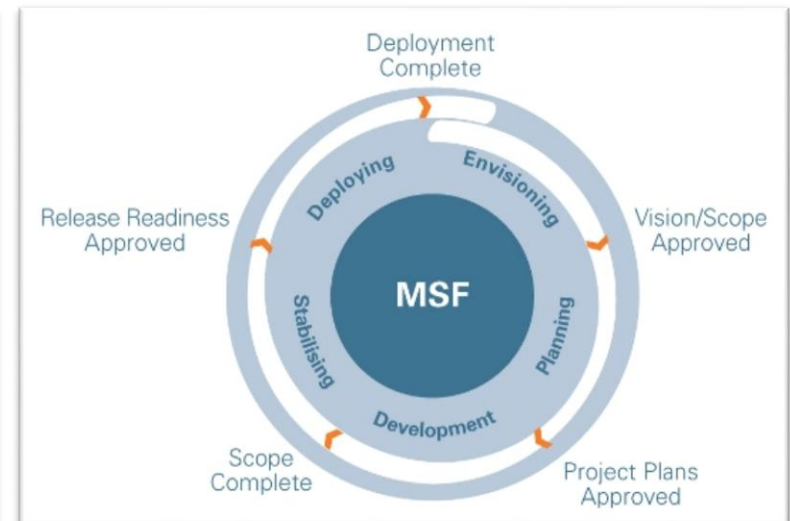 Deployment
Complete
Envisioning
Vision/Scope
Approved
Planning
Project Plans
Approved
Development
Scope
Complete
Stabilising
Release Readiness
Approved
Deploying
MSF